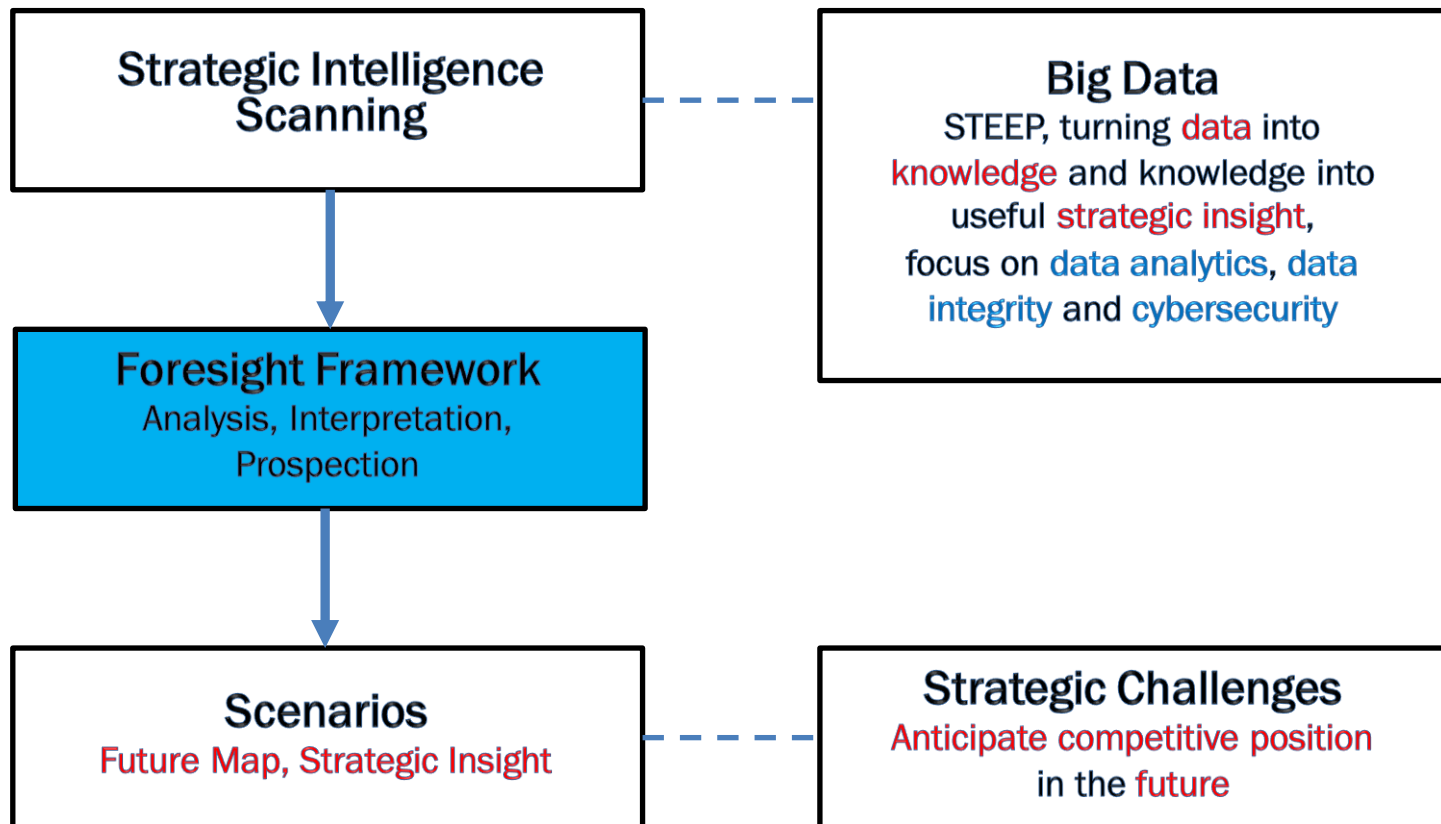 Strategic Intelligence
Scanning
Big Data
STEEP, turning data into
knowledge and knowledge into
useful strategic insight,
focus on data analytics, data
integrity and cybersecurity
Foresight Framework
Analysis, Interpretation,
Prospection
Scenarios
Future Map, Strategic Insight
Strategic Challenges
Anticipate competitive position
in the future